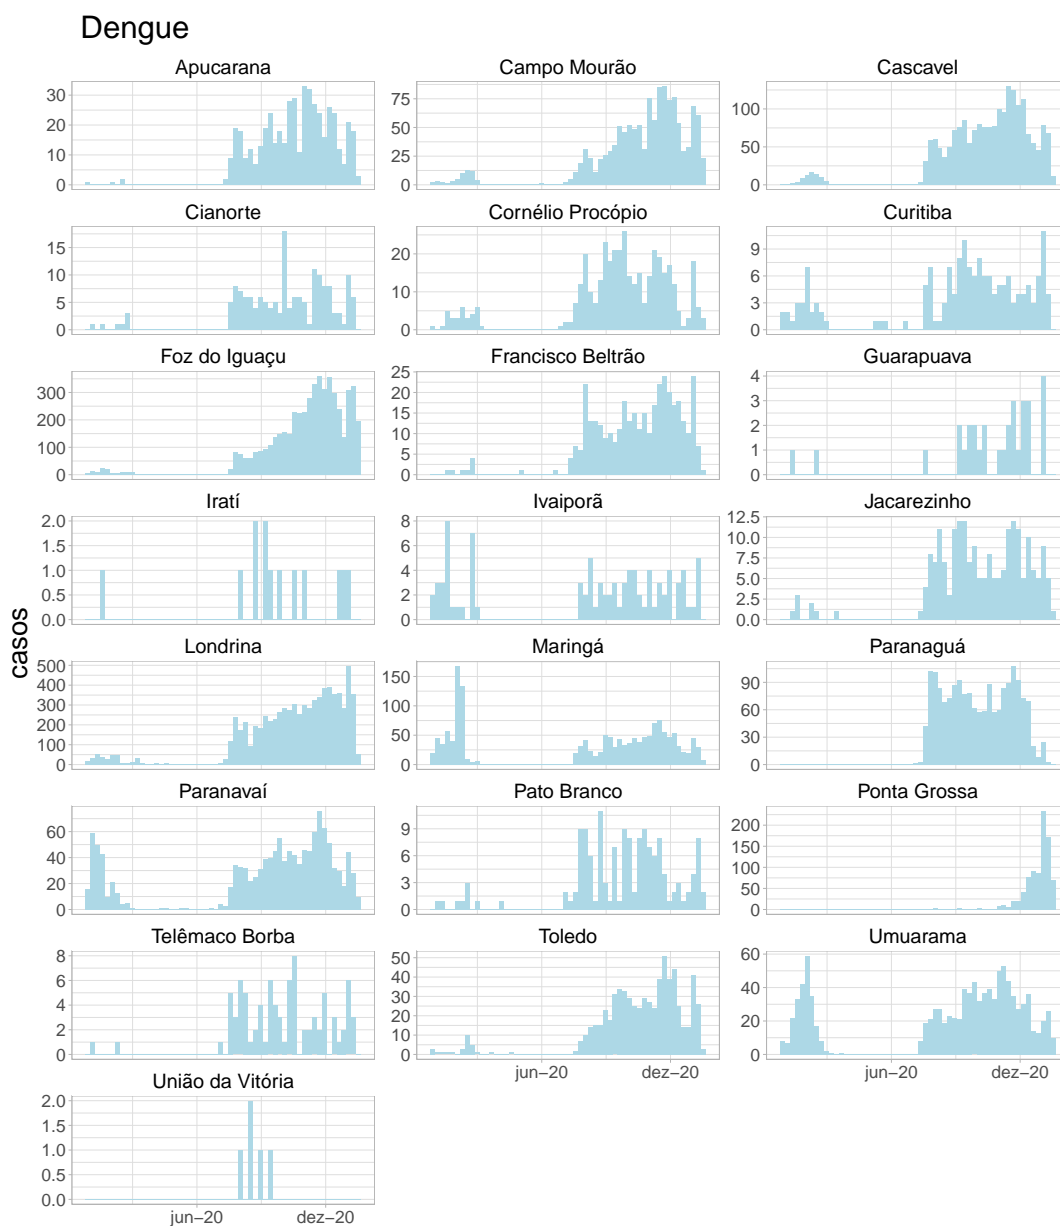 Dengue
Apucarana Campo Mourão Cascavel
30 75 100
20 50
10 25 50
0 0 0
Cianorte Cornélio Procópio Curitiba
15 20 9
10 6
5 10 3
0 0 0
Foz do Iguaçu Francisco Beltrão Guarapuava
300 25 4
200 20 3
100 15 2
0 10 1
5 0
0
Iratí Ivaiporã Jacarezinho
2.0 8 12.5
1.5 6 10.0
1.0 4 7.5
0.5 2 5.0
0.0 0 2.5
0.0
casos
Londrina Maringá Paranaguá
500 150 90
400 100 60
300 50 30
200 0 0
100
0
Paranavaí Pato Branco Ponta Grossa
60 9 200
40 6 150
20 3 100
0 0 50
0
Telêmaco Borba Toledo Umuarama
8 50 60
6 40 40
4 30 20
2 20 0
0 10
0
jun–20 dez–20 jun–20 dez–20
União da Vitória
2.0
1.5
1.0
0.5
0.0
jun–20 dez–20